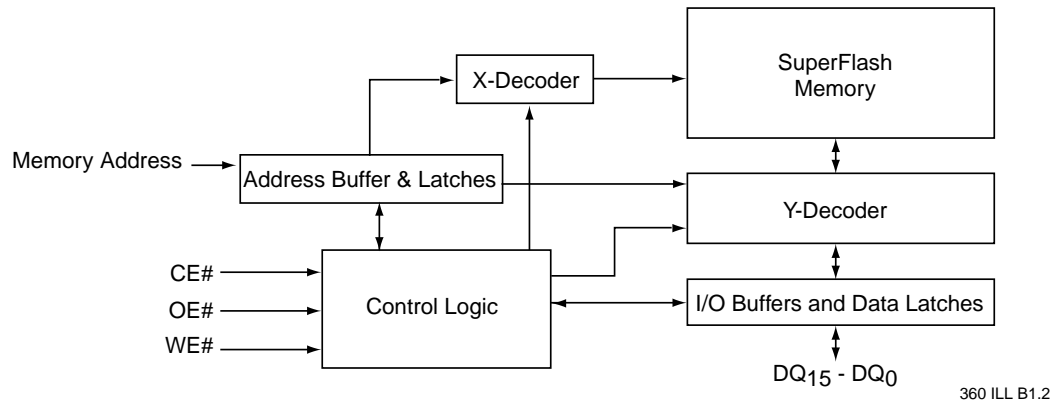 SuperFlash
Memory
X-Decoder
Memory Address
Address Buffer & Latches
Y-Decoder
CE#
OE#
WE#
Control Logic
I/O Buffers and Data Latches
DQ15 - DQ0
360 ILL B1.2